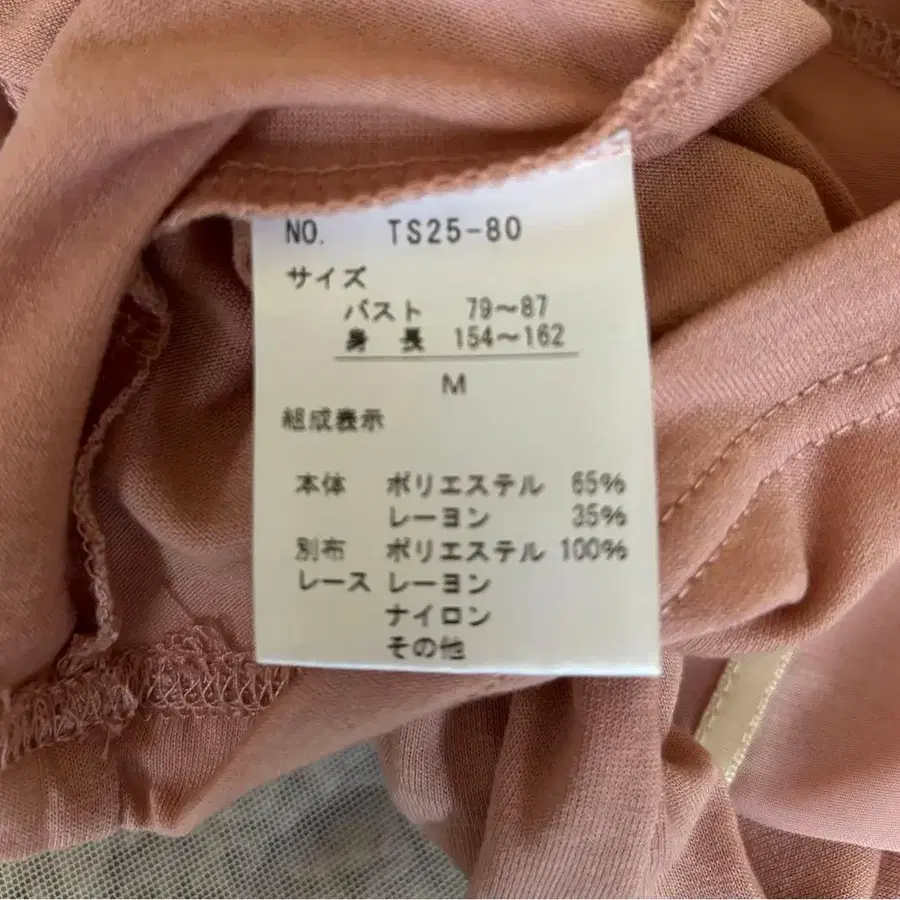 NO. TS25-80
サイズ
バスト 79〜87
身長 154〜162
M
組成表示
本体 ポリエステル 65%
レーヨン 35%
別布 ポリエステル 100%
レース レーヨン
ナイロン
その他